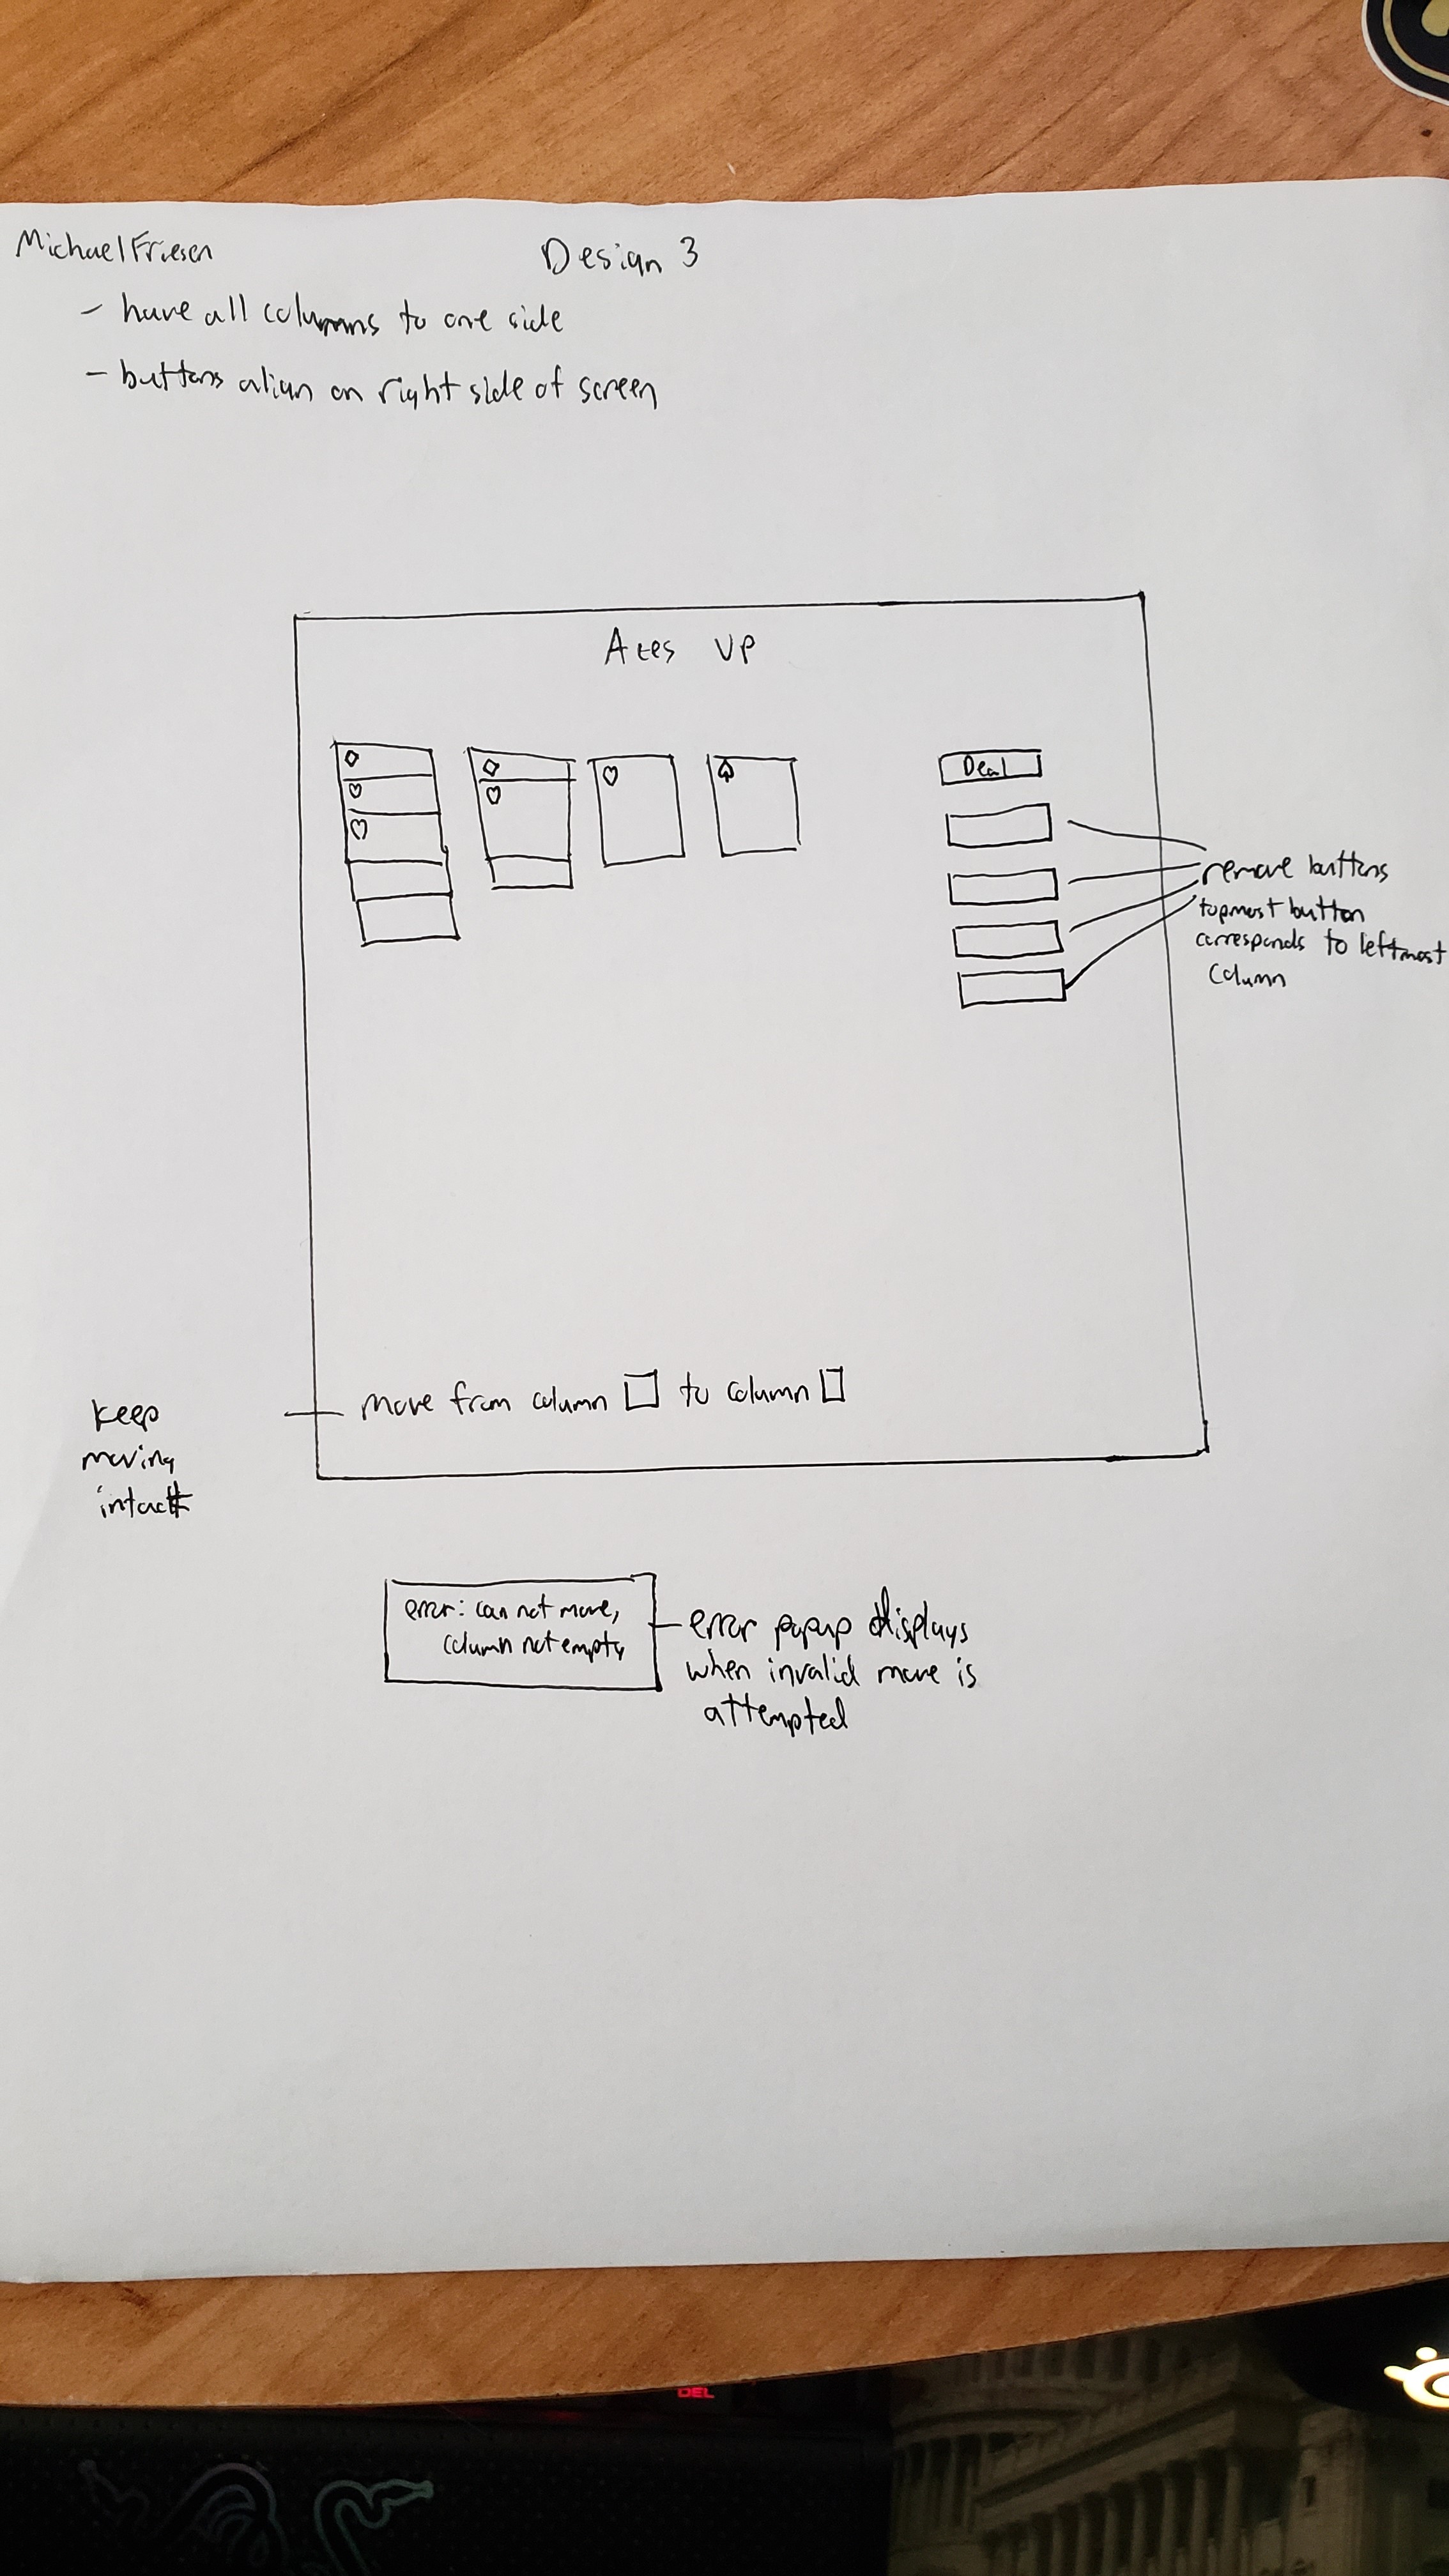 Michael Friesen
Design 3
- have all columns to one side
- buttons align on right side of screen
Aces UP
Deal
remove buttons
topmost button
corresponds to leftmost
column
move from column to column
keep
moving
intact
error: can not move,
column not empty
error popup displays
when invalid move is
attempted
DEL